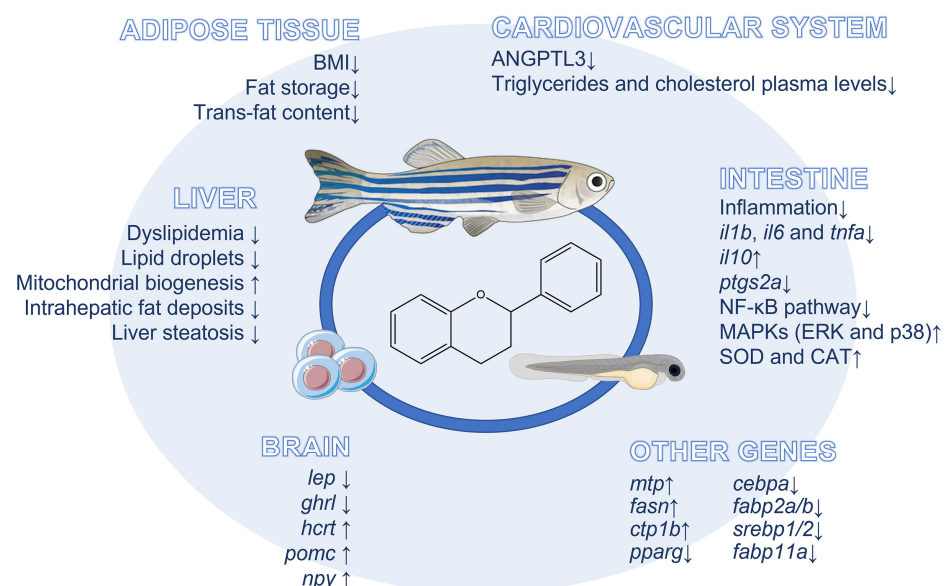 ADIPOSE TISSUE
BMI↓
Fat storage↓
Trans-fat content↓
CARDIOVASCULAR SYSTEM
ANGPTL3↓
Triglycerides and cholesterol plasma levels↓
LIVER
Dyslipidemia ↓
Lipid droplets ↓
Mitochondrial biogenesis ↑
Intrahepatic fat deposits ↓
Liver steatosis ↓
INTESTINE
Inflammation↓
il1b, il6 and tnfa↓
il10↑
ptgs2a↓
NF-κB pathway↓
MAPKs (ERK and p38)↑
SOD and CAT↑
O
BRAIN
lep ↓
ghrl ↓
hcrt ↑
pomc ↑
npy ↑
OTHER GENES
mtp↑ cebpa↓
fasn↑ fabp2a/b↓
ctp1b↑ srebp1/2↓
pparg↓ fabp11a↓